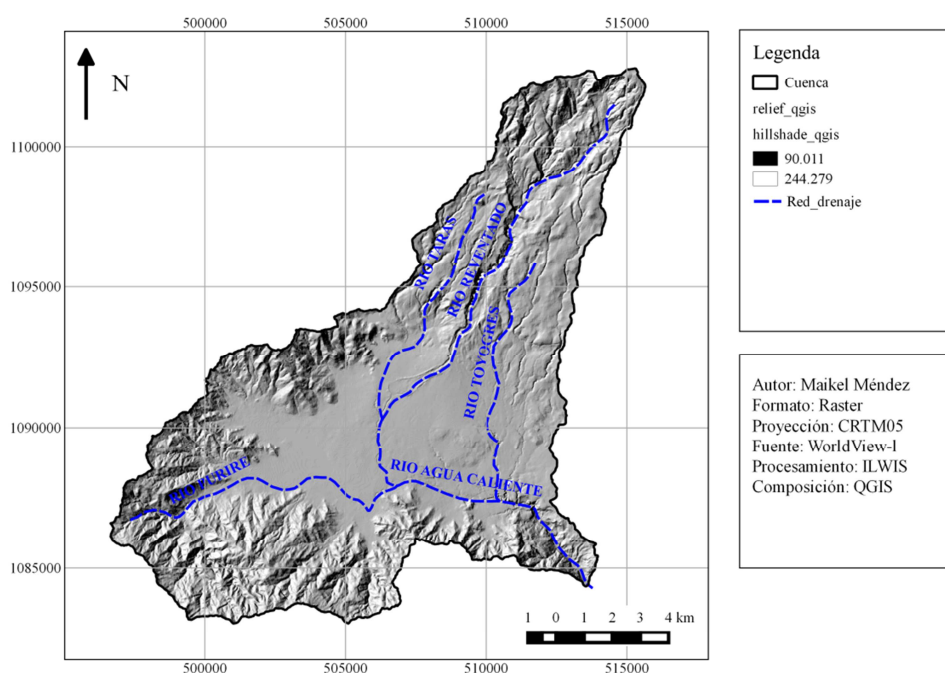 500000
505000
510000
515000
N
1100000
1095000
1090000
1085000
RIO TARAS
RIO REVENTADO
RIO TOYOGRES
RIO PURIRE
RIO AGUA CALIENTE
1 0 1 2 3 4 km
500000
505000
510000
515000
Legenda
Cuenca
relief_qgis
hillshade_qgis
90.011
244.279
Red_drenaje
Autor: Maikel Méndez
Formato: Raster
Proyección: CRTM05
Fuente: WorldView-I
Procesamiento: ILWIS
Composición: QGIS